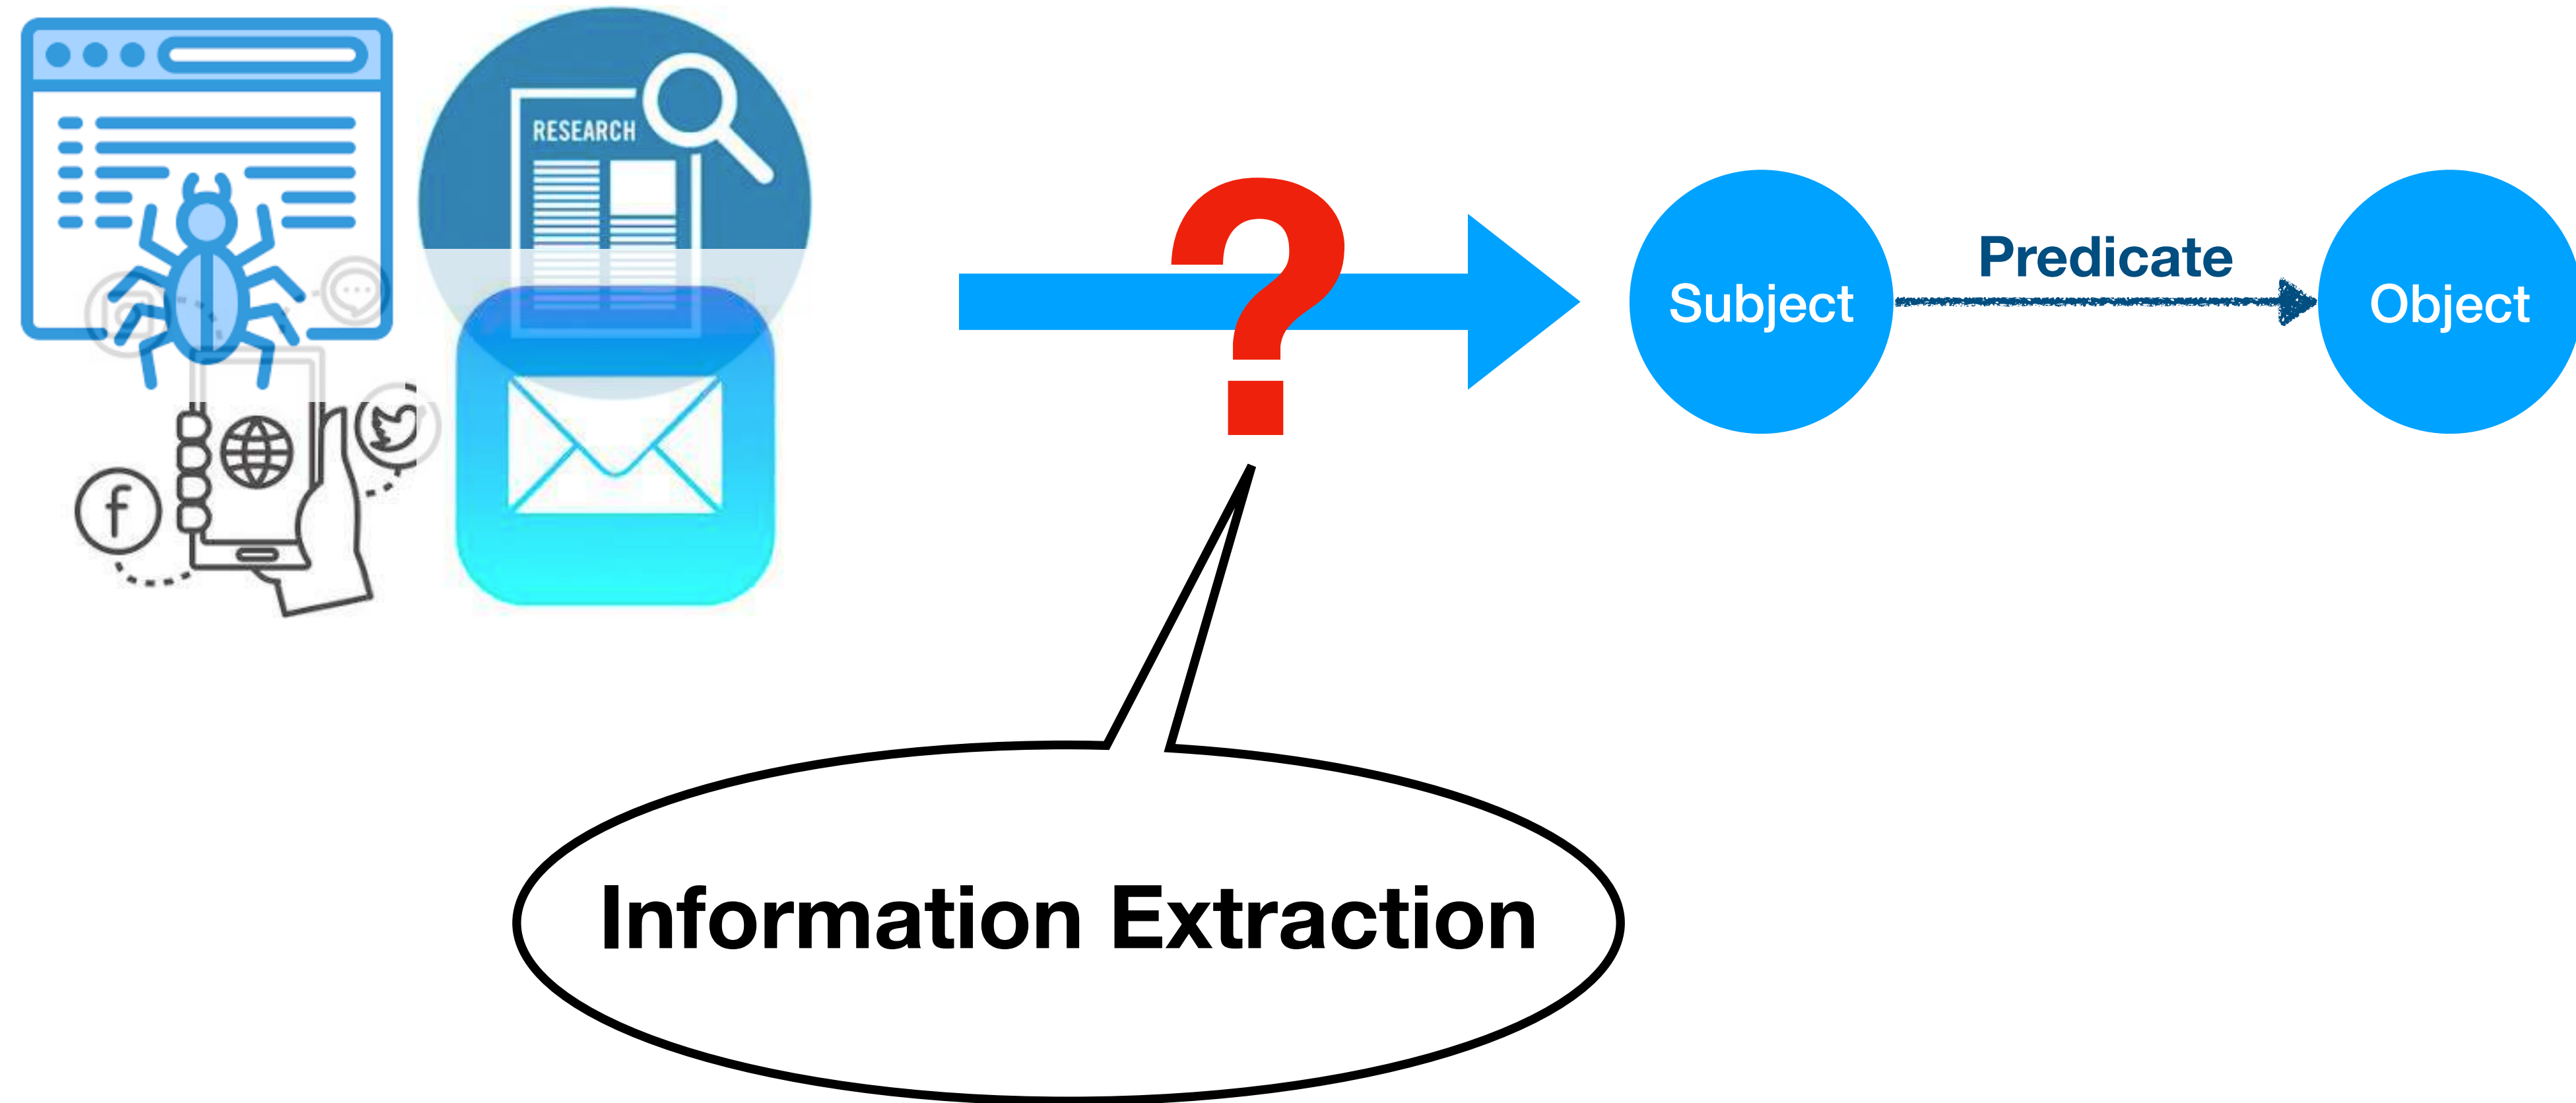 RESEARCH
?
Subject
Predicate
Object
f
Information Extraction